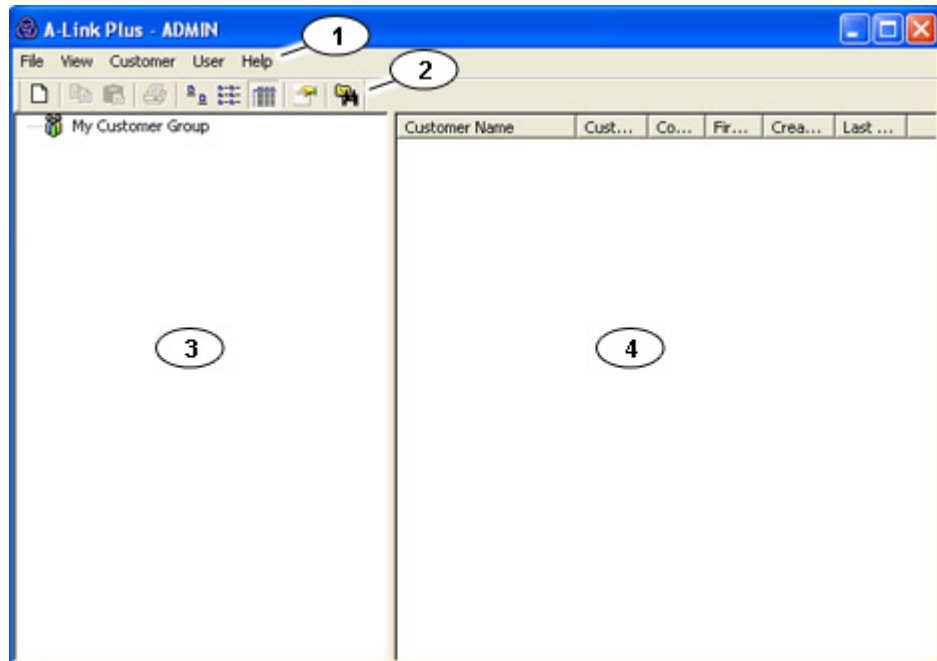 A-Link Plus - ADMIN
1
File View Customer User Help
2
My Customer Group
Customer Name Cust... Co... Fir... Crea... Last ...
3
4